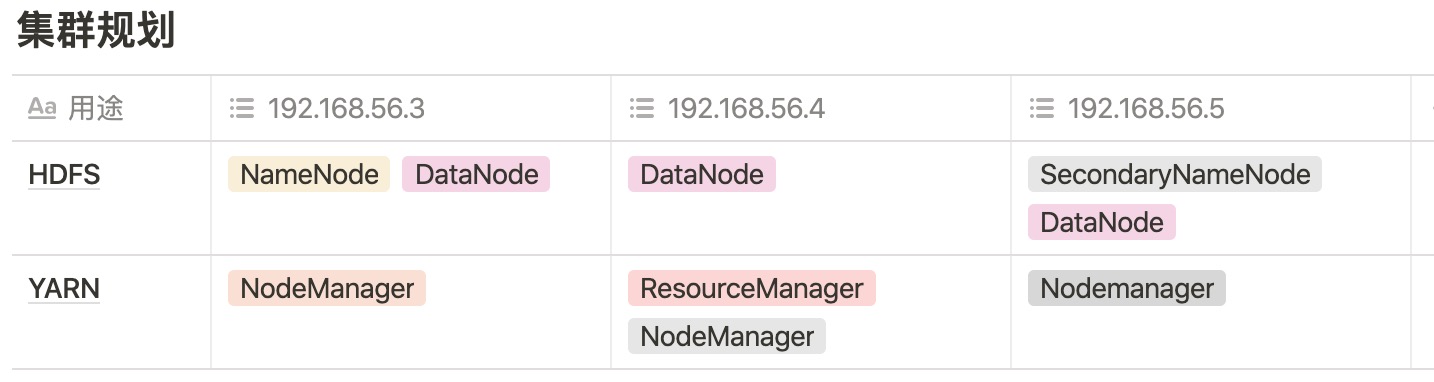 集群规划
Aa 用途 192.168.56.3 192.168.56.4 192.168.56.5
HDFS NameNode DataNode DataNode SecondaryNameNode
DataNode
YARN NodeManager ResourceManager Nodemanager
NodeManager